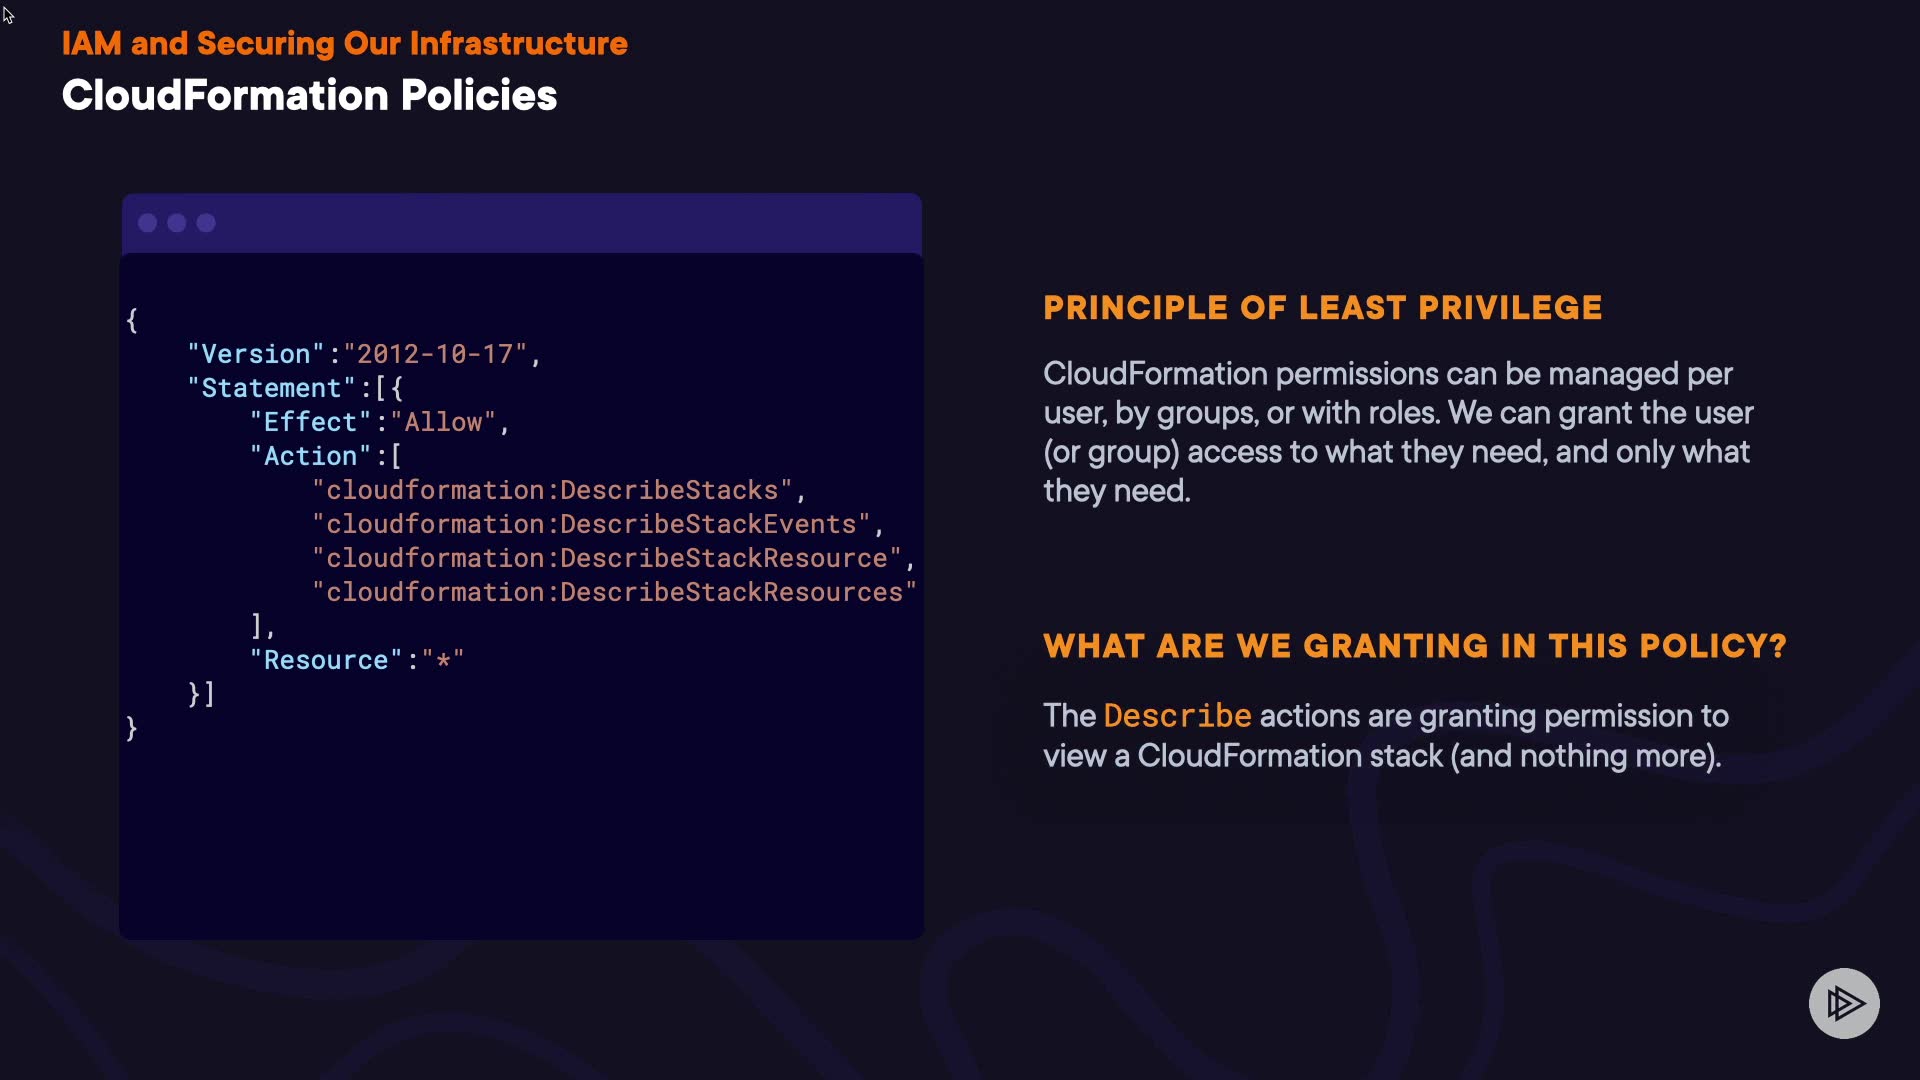 IAM and Securing Our Infrastructure
CloudFormation Policies
{
    "Version":"2012-10-17",
    "Statement":[{
        "Effect":"Allow",
        "Action":[
            "cloudformation:DescribeStacks",
            "cloudformation:DescribeStackEvents",
            "cloudformation:DescribeStackResource",
            "cloudformation:DescribeStackResources"
        ],
        "Resource":"*"
    }]
}
PRINCIPLE OF LEAST PRIVILEGE
CloudFormation permissions can be managed per
user, by groups, or with roles. We can grant the user
(or group) access to what they need, and only what
they need.
WHAT ARE WE GRANTING IN THIS POLICY?
The Describe actions are granting permission to
view a CloudFormation stack (and nothing more).